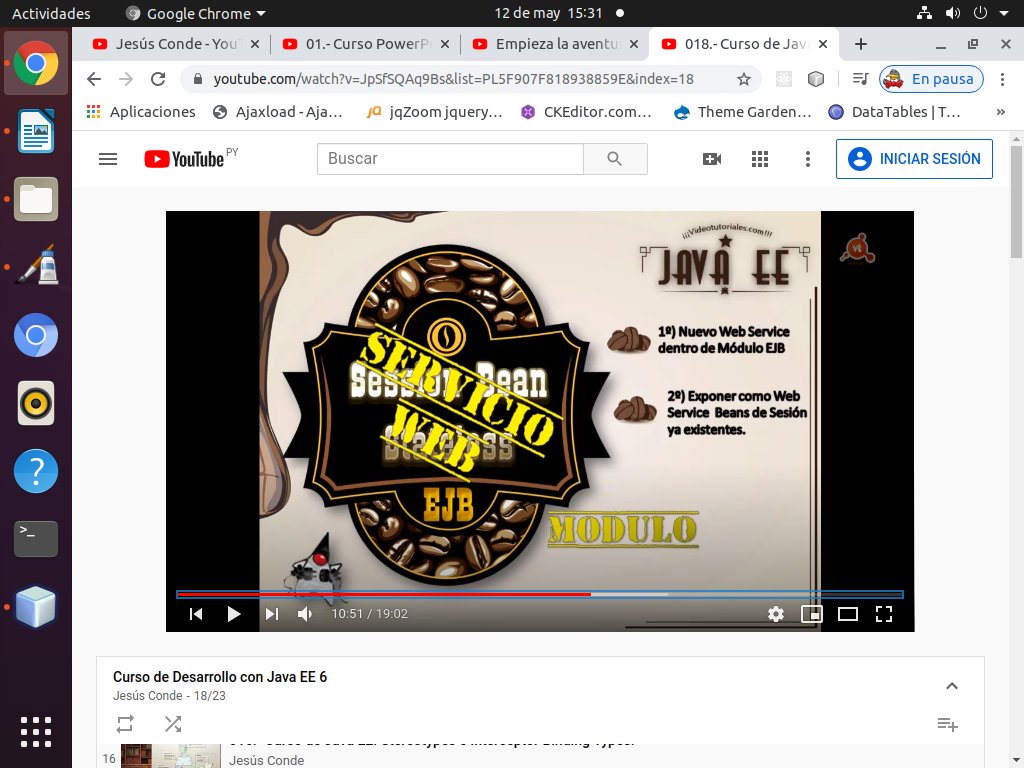 Actividades
Google Chrome
12 de may 15:31
Jesús Conde - You
01.- Curso PowerP
Empieza la aventu
018.- Curso de Jav
youtube.com/watch?v=JpSfSQAq9Bs&list=PL5F907F818938859E&index=18
En pausa
Aplicaciones
Ajaxload - Aja...
jqZoom jquery...
CKEditor.com...
Theme Garden...
DataTables | T...
»
YouTube PY
Buscar
INICIAR SESIÓN
¡¡¡Videotutoriales.com!!!
JAVA EE
vt
1º) Nuevo Web Service
dentro de Módulo EJB
2º) Exponer como Web
Service Beans de Sesión
ya existentes.
Session Bean
Stateless
SERVICIO
WEB
EJB
MODULO
10:51 / 19:02
Curso de Desarrollo con Java EE 6
Jesús Conde - 18/23
16
Jesús Conde